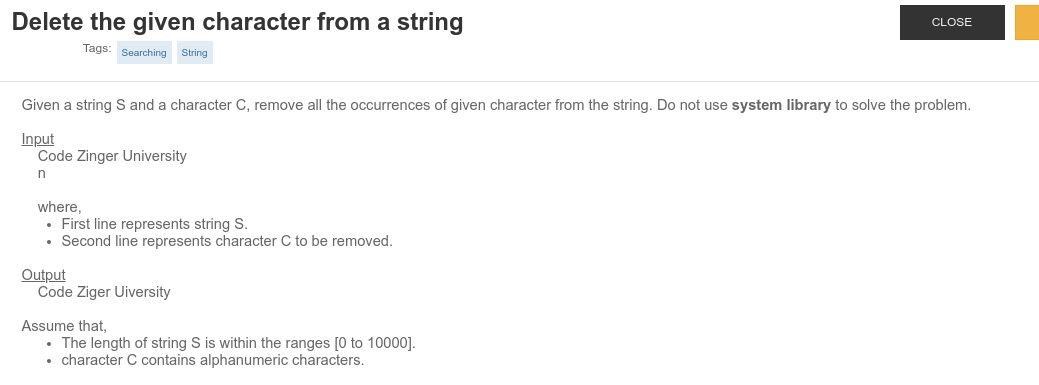 Delete the given character from a string
CLOSE
Tags: Searching String
Given a string S and a character C, remove all the occurrences of given character from the string. Do not use system library to solve the problem.
Input
Code Zinger University
n
where,
• First line represents string S.
• Second line represents character C to be removed.
Output
Code Ziger Uiversity
Assume that,
• The length of string S is within the ranges [0 to 10000].
• character C contains alphanumeric characters.